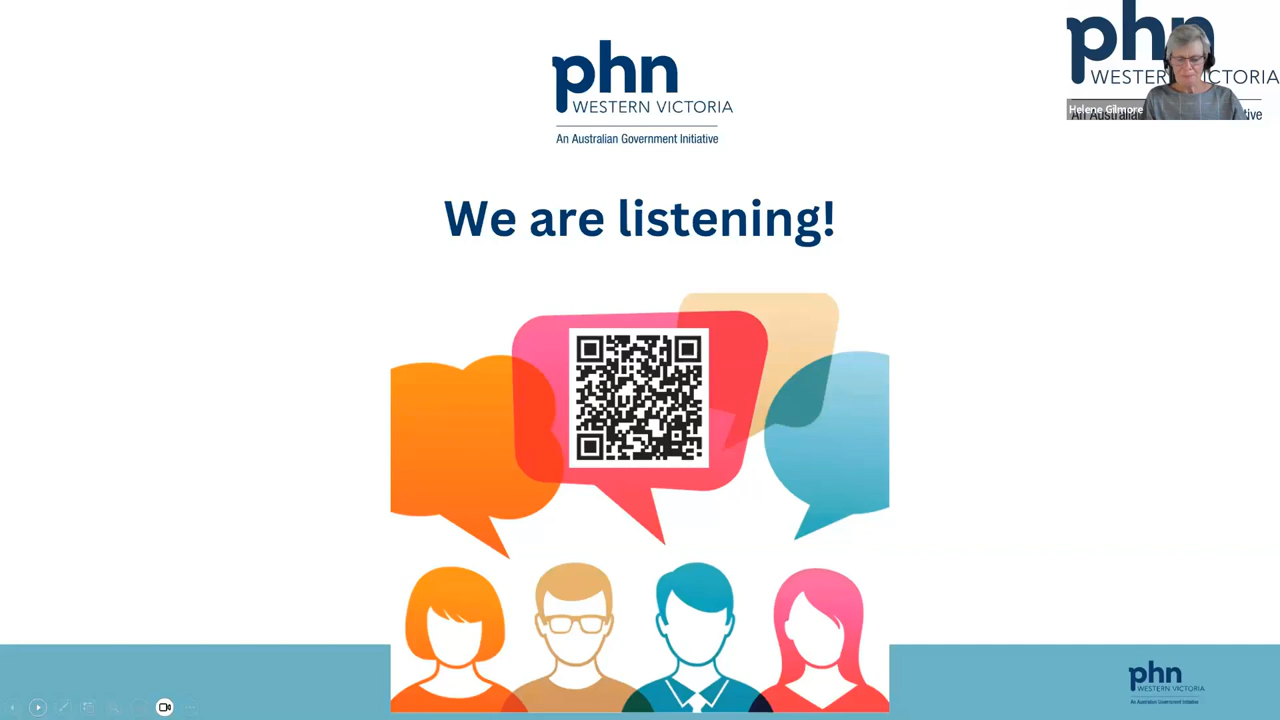 phn
WESTERN VICTORIA
An Australian Government Initiative
We are listening!
phn
WESTERN VICTORIA
Helene Gilmore
phn
WESTERN VICTORIA
An Australian Government Initiative